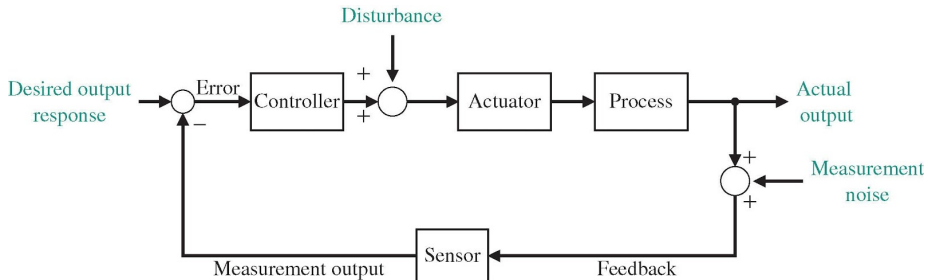 Disturbance
Desired output
response
Error
−
Controller
+
+
Actuator
Process
Actual
output
+
+
Measurement
noise
Sensor
Measurement output
Feedback